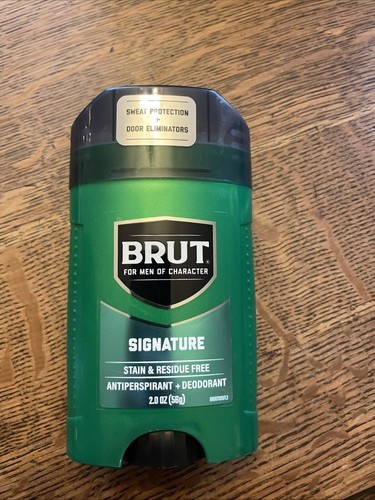 SWEAT PROTECTION
+
ODOR ELIMINATORS
BRUT®
FOR MEN OF CHARACTER
SIGNATURE
STAIN & RESIDUE FREE
ANTIPERSPIRANT + DEODORANT
2.0 OZ (56g)